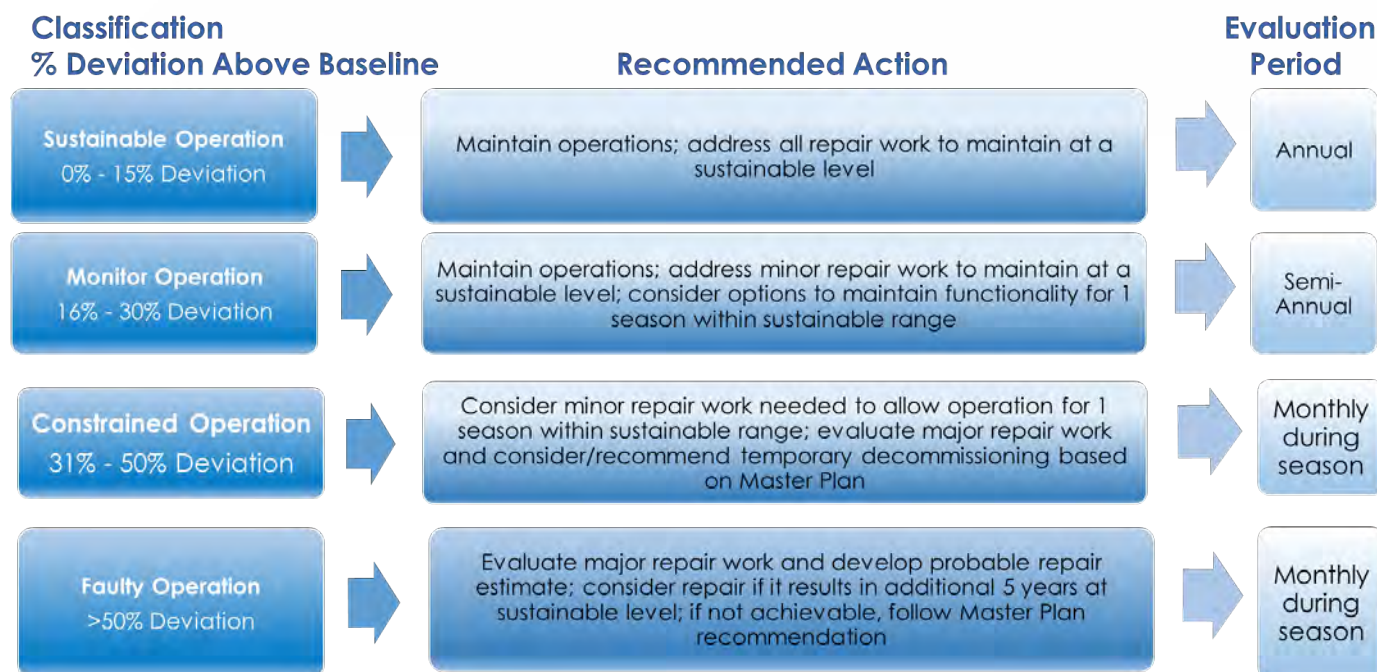 Classification
% Deviation Above Baseline
Recommended Action
Evaluation
Period
Sustainable Operation
0% - 15% Deviation
Maintain operations; address all repair work to maintain at a
sustainable level
Annual
Monitor Operation
16% - 30% Deviation
Maintain operations; address minor repair work to maintain at a
sustainable level; consider options to maintain functionality for 1
season within sustainable range
Semi-
Annual
Constrained Operation
31% - 50% Deviation
Consider minor repair work needed to allow operation for 1
season within sustainable range; evaluate major repair work
and consider/recommend temporary decommissioning based
on Master Plan
Monthly
during
season
Faulty Operation
>50% Deviation
Evaluate major repair work and develop probable repair
estimate; consider repair if it results in additional 5 years at
sustainable level; if not achievable, follow Master Plan
recommendation
Monthly
during
season